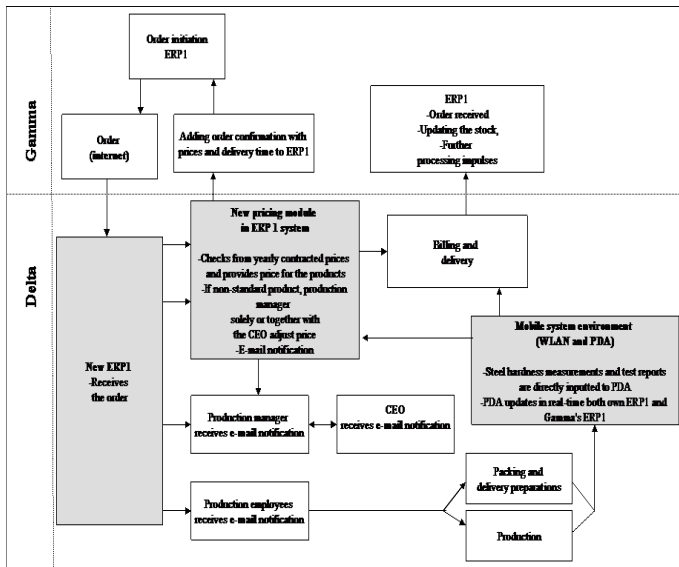 Gamma
Order initiation
ERP1
Order
(internet)
Adding order confirmation with
prices and delivery time to ERP1
ERP1
-Order received
-Updating the stock,
-Further
processing impulses
Delta
New ERP1
-Receives
the order
New pricing module
in ERP 1 system
-Checks from yearly contracted prices
and provides price for the products
-If non-standard product, production
manager
solely or together with
the CEO adjust price
-E-mail notification
Billing and
delivery
Mobile system environment
(WLAN and PDA)
-Steel hardness measurements and test reports
are directly inputted to PDA
-PDA updates in real-time both own ERP1 and
Gamma's ERP1
Production manager
receives e-mail notification
CEO
receives e-mail notification
Production employees
receives e-mail notification
Packing and
delivery preparations
Production